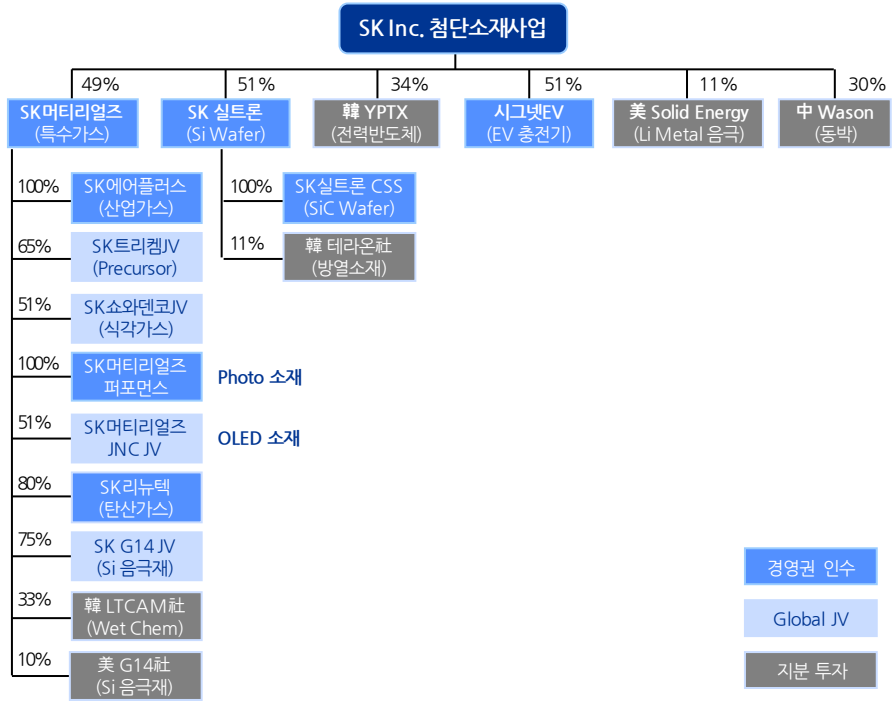 SK Inc. 첨단소재사업
49%
51%
34%
51%
11%
30%
SK머티리얼즈
(특수가스)
SK 실트론
(Si Wafer)
韓 YPTX
(전력반도체)
시그넷EV
(EV 충전기)
美 Solid Energy
(Li Metal 음극)
中 Wason
(동박)
100%
SK에어플러스
(산업가스)
100%
SK실트론 CSS
(SiC Wafer)
65%
SK트리켐JV
(Precursor)
11%
韓 테라온社
(방열소재)
51%
SK쇼와덴코JV
(식각가스)
100%
SK머티리얼즈
퍼포먼스
Photo 소재
51%
SK머티리얼즈
JNC JV
OLED 소재
80%
SK리뉴텍
(탄산가스)
75%
SK G14 JV
(Si 음극재)
33%
韓 LTCAM社
(Wet Chem)
10%
美 G14社
(Si 음극재)
경영권 인수
Global JV
지분 투자